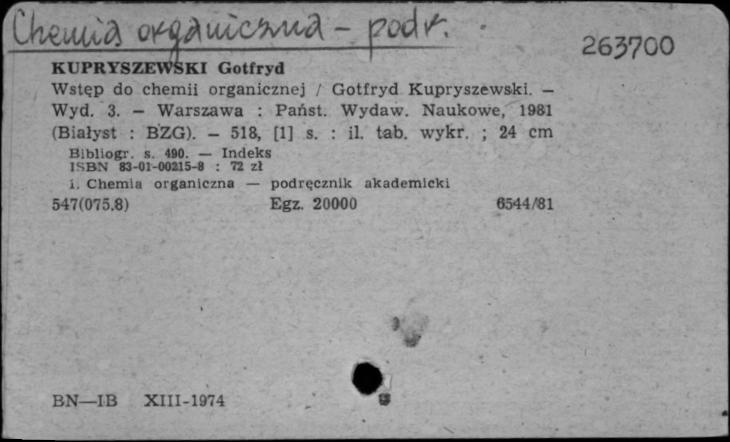 Chemia organiczna - podr.
263700
KUPRYSZEWSKI Gotfryd
Wstęp do chemii organicznej / Gotfryd Kupryszewski. —
Wyd. 3. — Warszawa : Państ. Wydaw. Naukowe, 1981
(Białyst : BZG). — 518, [1] s. : il. tab. wykr. ; 24 cm
Bibliogr. s. 490. — Indeks
ISBN 83-01-00215-8 : 72 zł
1. Chemia organiczna — podręcznik akademicki
547(075.8) Egz. 20000 6544/81
BN—IB XIII-1974